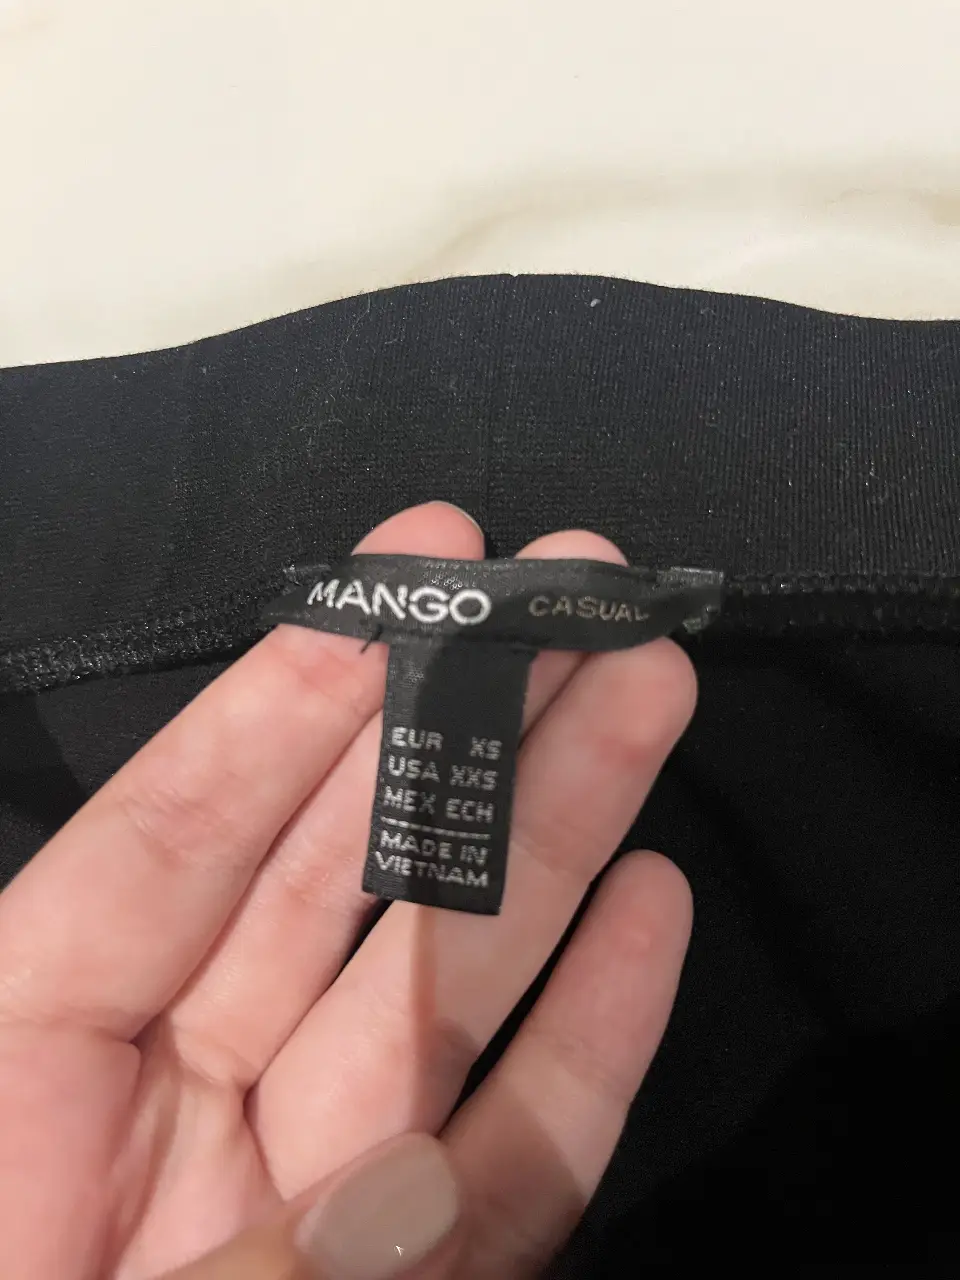 MANGO CASUAL
EUR XS
USA XXS
MEX ECH
MADE IN
VIETNAM